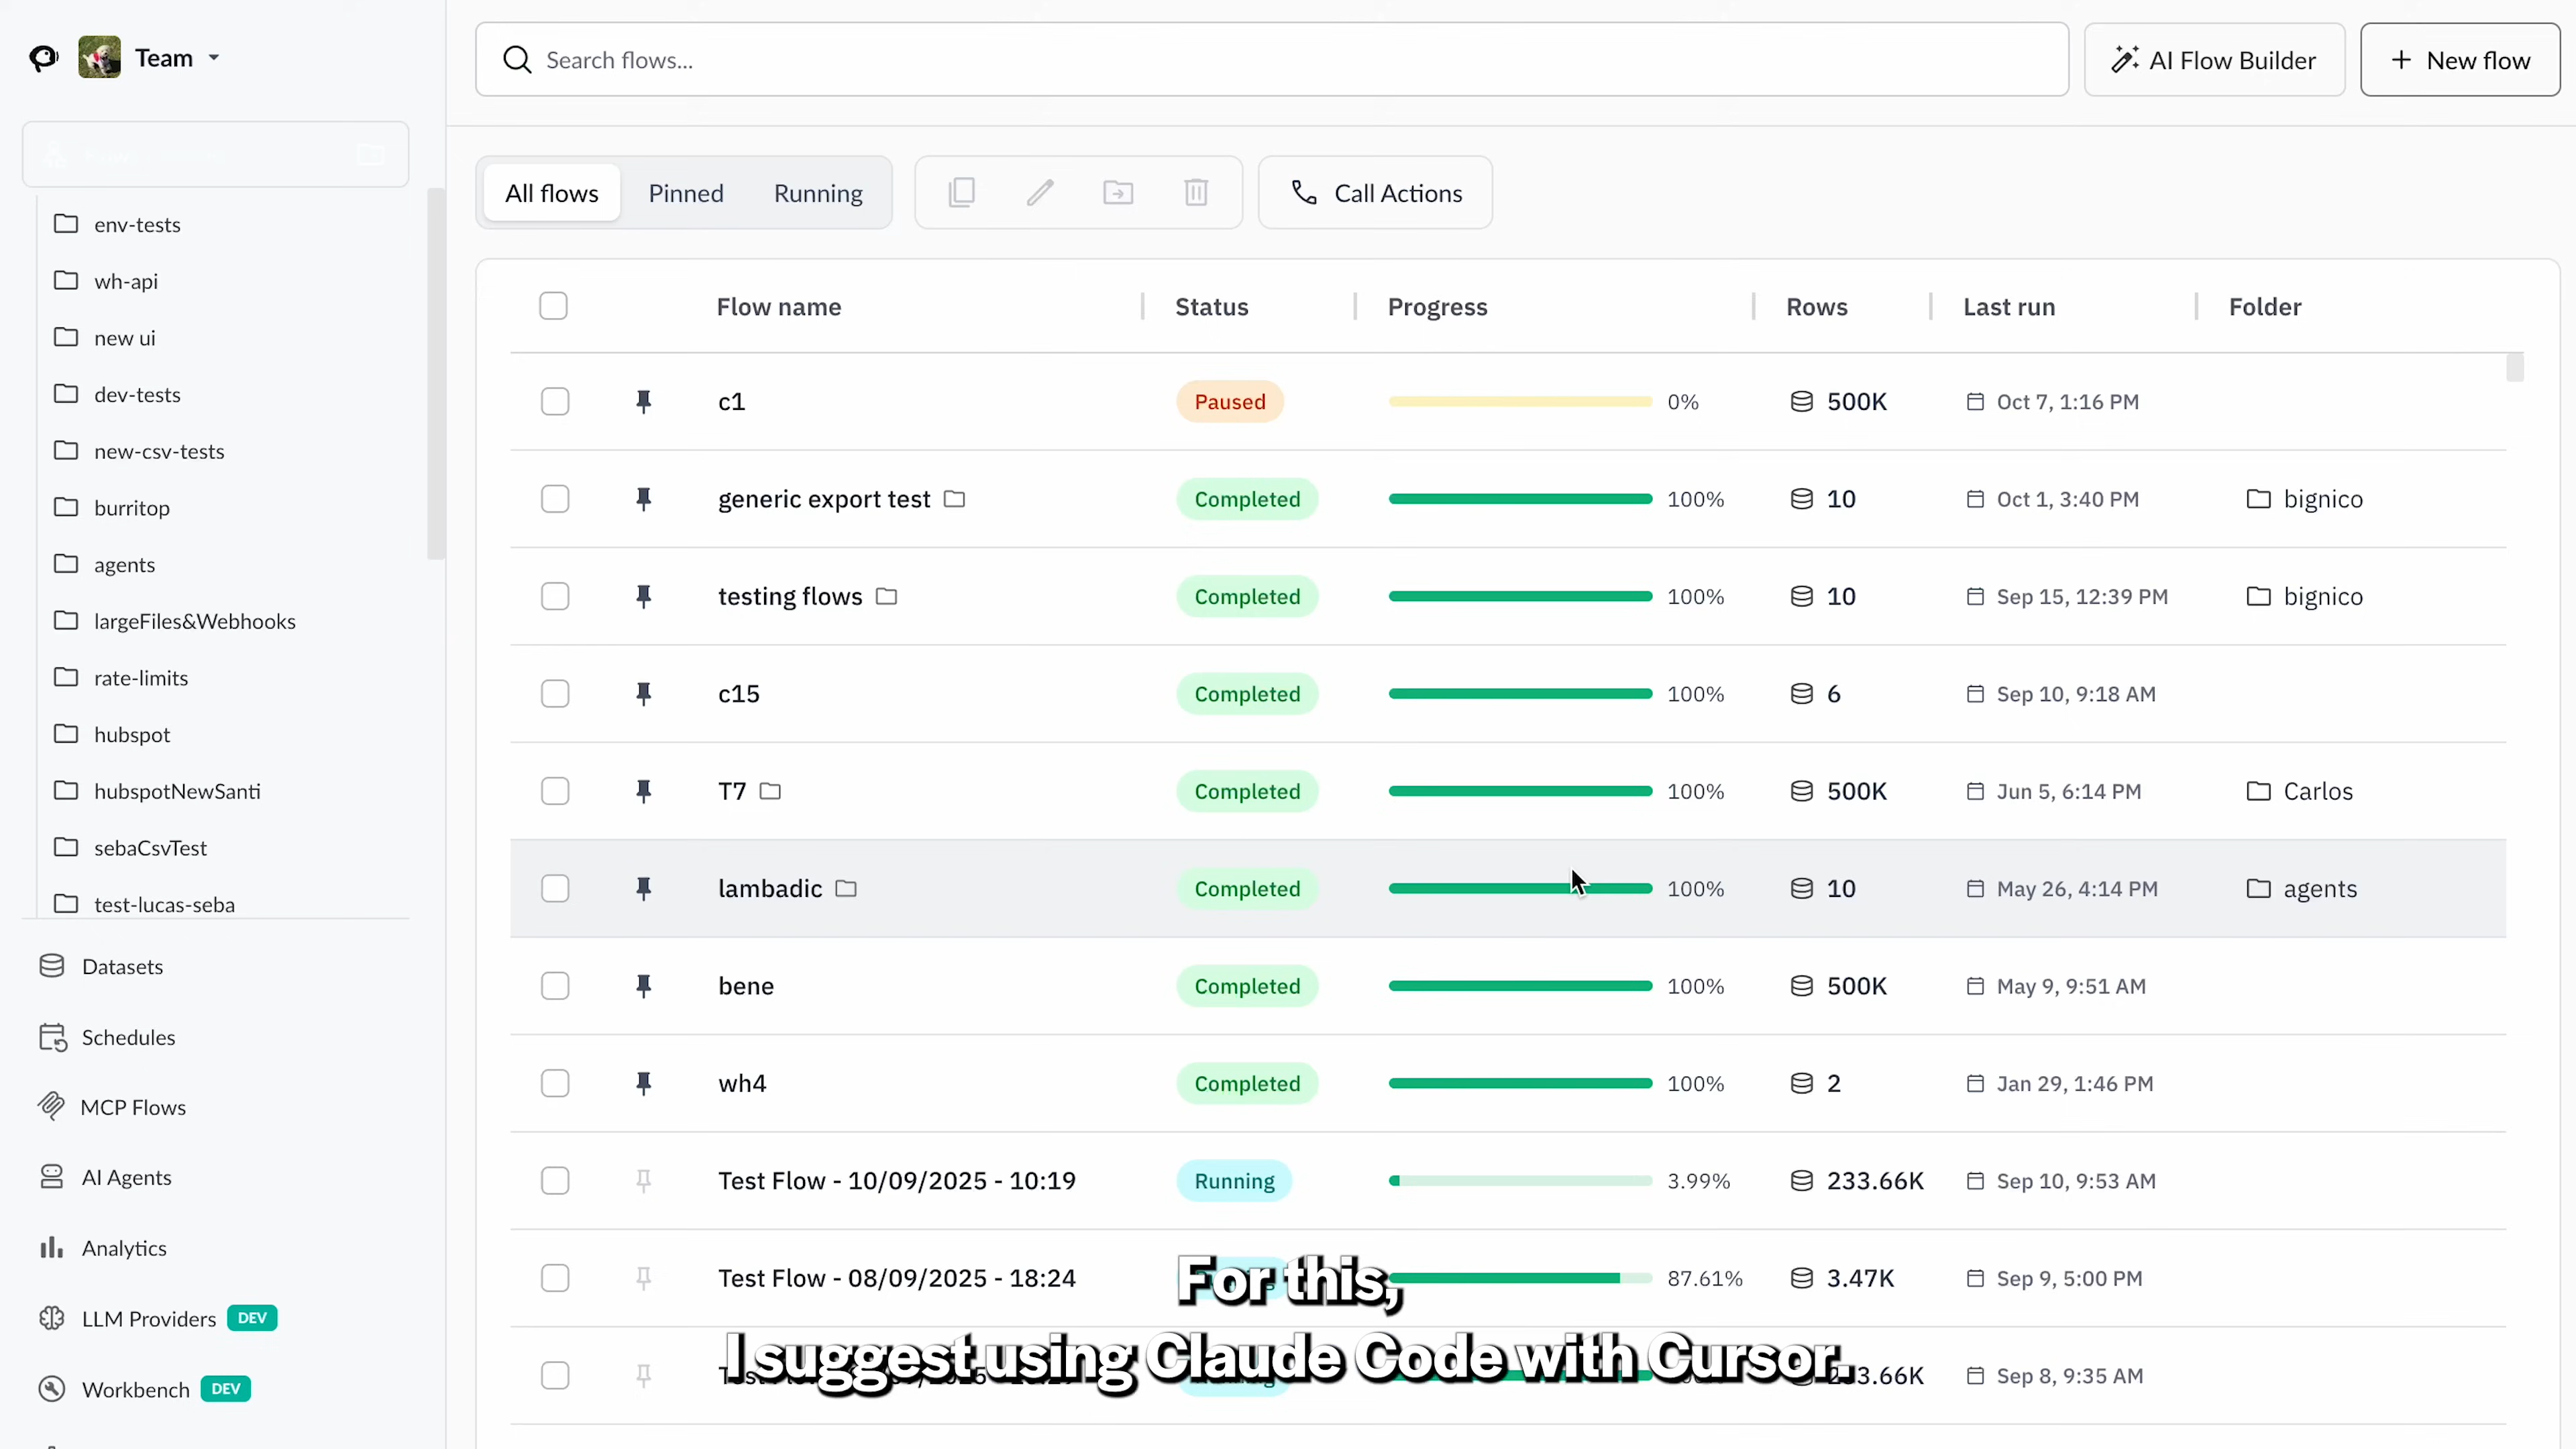 Team
Search flows...
AI Flow Builder
New flow
All flows
Pinned
Running
Call Actions
env-tests
wh-api
new ui
dev-tests
new-csv-tests
burritop
agents
largeFiles&Webhooks
rate-limits
hubspot
hubspotNewSanti
sebaCsvTest
test-lucas-seba
Datasets
Schedules
MCP Flows
AI Agents
Analytics
LLM Providers DEV
Workbench DEV
Flow name Status Progress Rows Last run Folder
c1 Paused 0% 500K Oct 7, 1:16 PM
generic export test Completed 100% 10 Oct 1, 3:40 PM bignico
testing flows Completed 100% 10 Sep 15, 12:39 PM bignico
c15 Completed 100% 6 Sep 10, 9:18 AM
T7 Completed 100% 500K Jun 5, 6:14 PM Carlos
lambadic Completed 100% 10 May 26, 4:14 PM agents
bene Completed 100% 500K May 9, 9:51 AM
wh4 Completed 100% 2 Jan 29, 1:46 PM
Test Flow - 10/09/2025 - 10:19 Running 3.99% 233.66K Sep 10, 9:53 AM
Test Flow - 08/09/2025 - 18:24 87.61% 3.47K Sep 9, 5:00 PM
Sep 8, 9:35 AM
For this,
I suggest using Claude Code with Cursor.